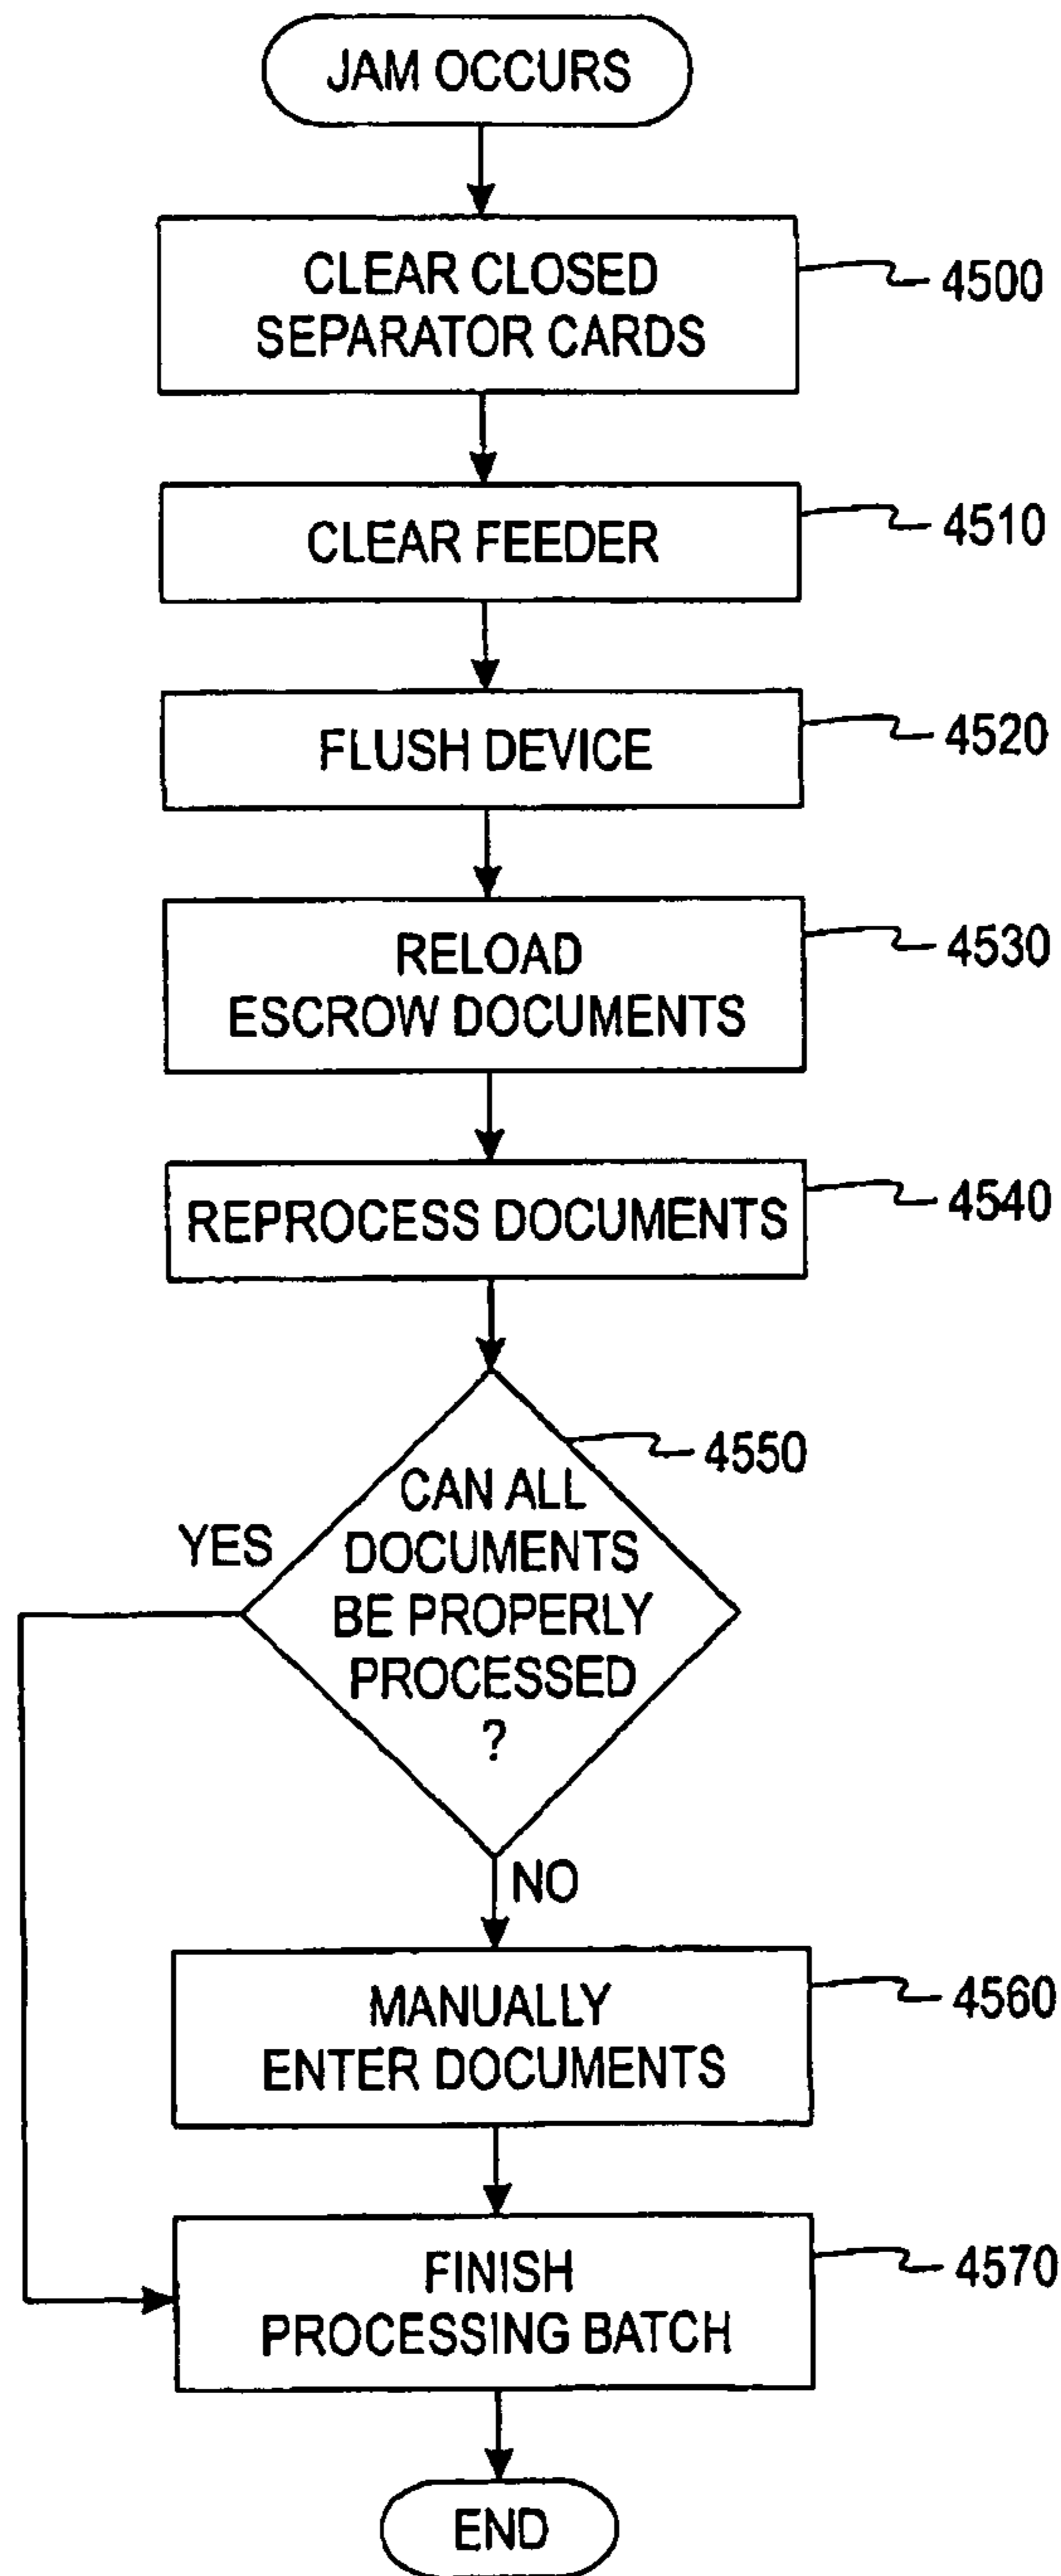 JAM OCCURS
CLEAR CLOSED
SEPARATOR CARDS
4500
CLEAR FEEDER
4510
FLUSH DEVICE
4520
RELOAD
ESCROW DOCUMENTS
4530
REPROCESS DOCUMENTS
4540
4550
CAN ALL
DOCUMENTS
BE PROPERLY
PROCESSED
?
YES
NO
MANUALLY
ENTER DOCUMENTS
4560
FINISH
PROCESSING BATCH
4570
END